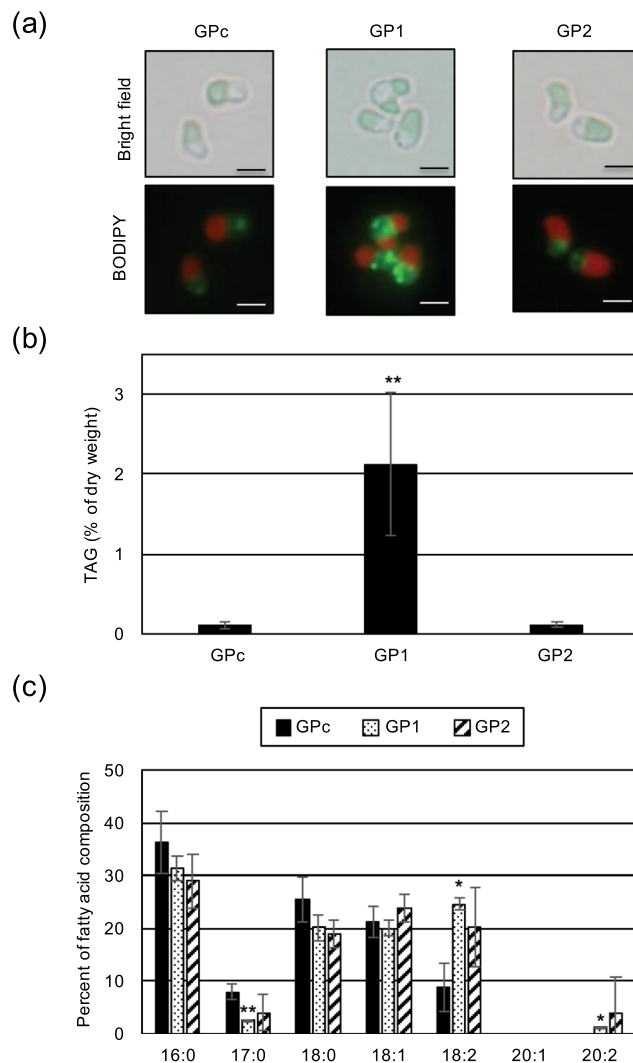 (a)
GPc GP1 GP2
Bright field
BODIPY
(b)
TAG (% of dry weight)
3
**
2
1
0
GPc GP1 GP2
(c)
GPc GP1 GP2
Percent of fatty acid composition
50
40
30
20
10
0
** * *
16:0 17:0 18:0 18:1 18:2 20:1 20:2